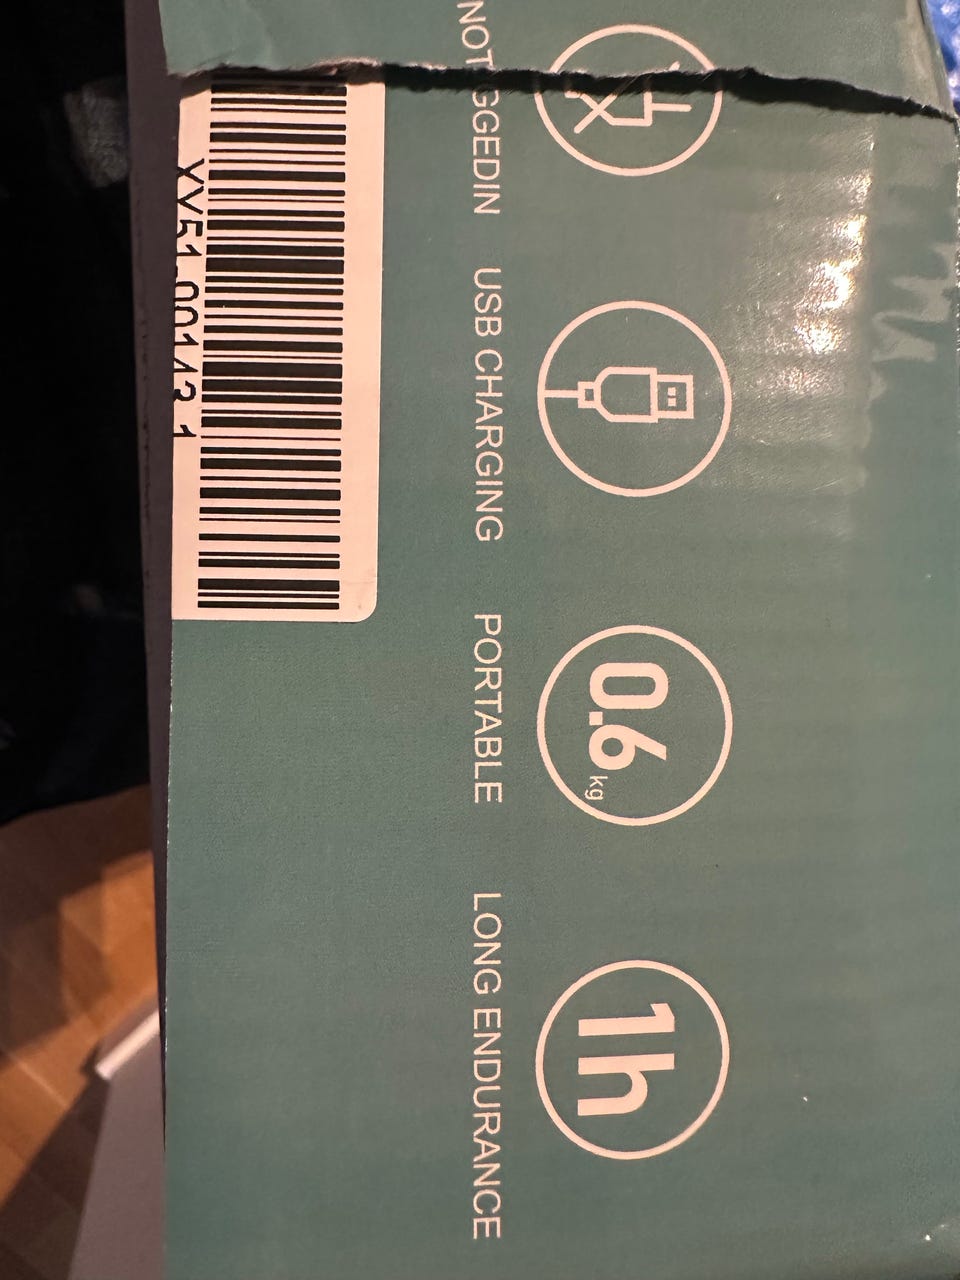 0.6 kg
1h
NOT GGEDIN
USB CHARGING
PORTABLE
LONG ENDURANCE